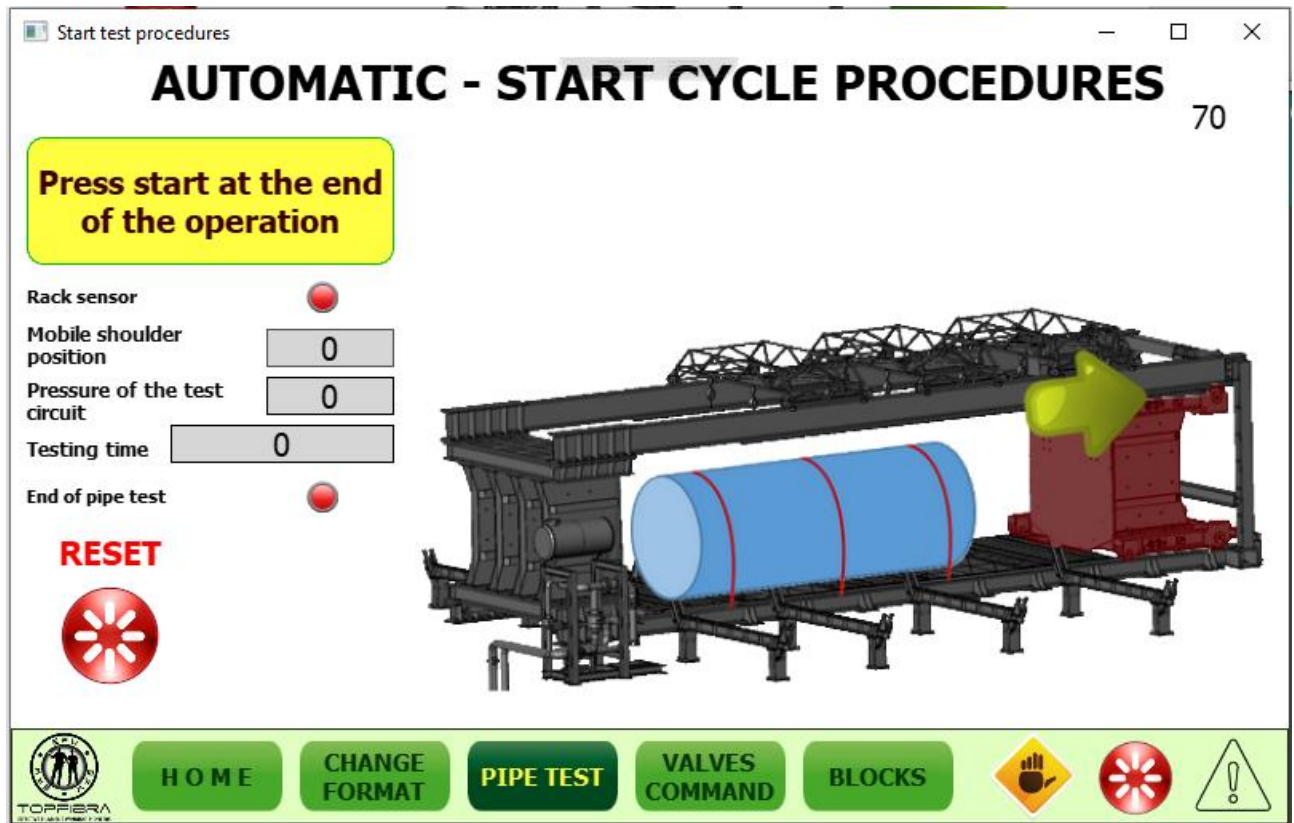 Start test procedures
AUTOMATIC - START CYCLE PROCEDURES
70
Press start at the end
of the operation
Rack sensor
Mobile shoulder
position
0
Pressure of the test
circuit
0
Testing time
0
End of pipe test
RESET
HOME
CHANGE
FORMAT
PIPE TEST
VALVES
COMMAND
BLOCKS
TOPFIBRA